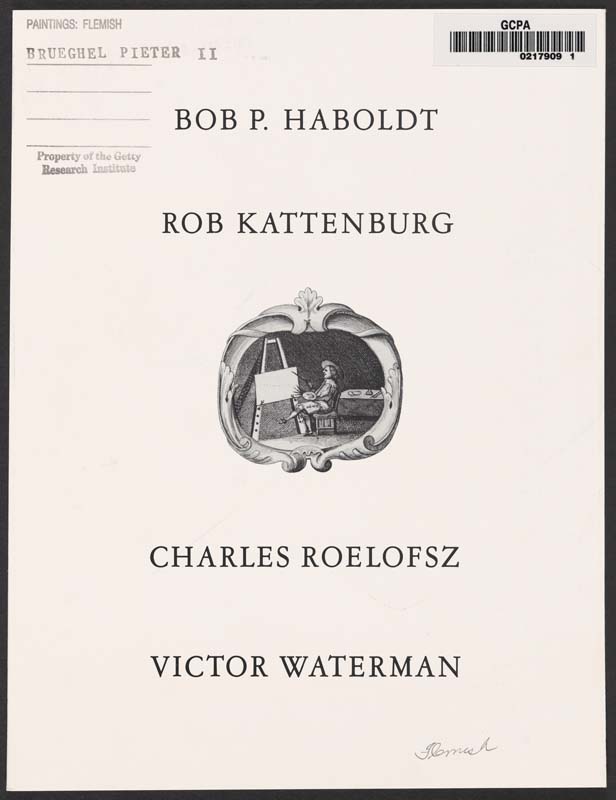 PAINTINGS: FLEMISH
BRUEGHEL PIETER II
Property of the Getty
Research Institute
GCPA
0217909 1
BOB P. HABOLDT
ROB KATTENBURG
CHARLES ROELOFSZ
VICTOR WATERMAN
Flemish